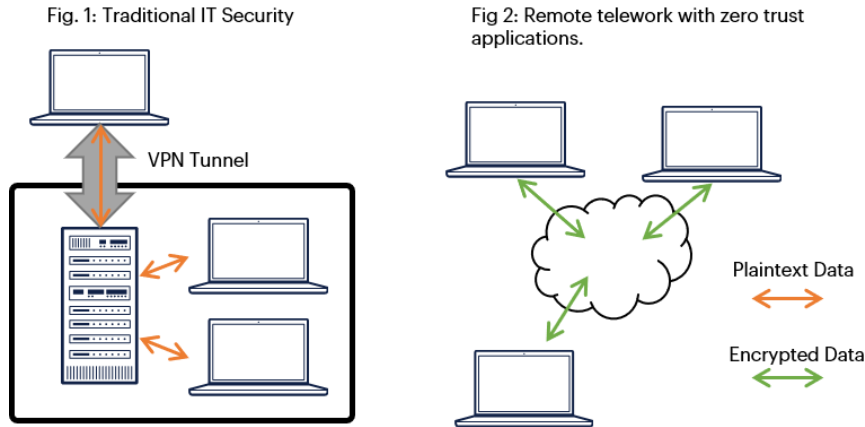 Fig. 1: Traditional IT Security
Fig 2: Remote telework with zero trust
applications.
VPN Tunnel
Plaintext Data
Encrypted Data